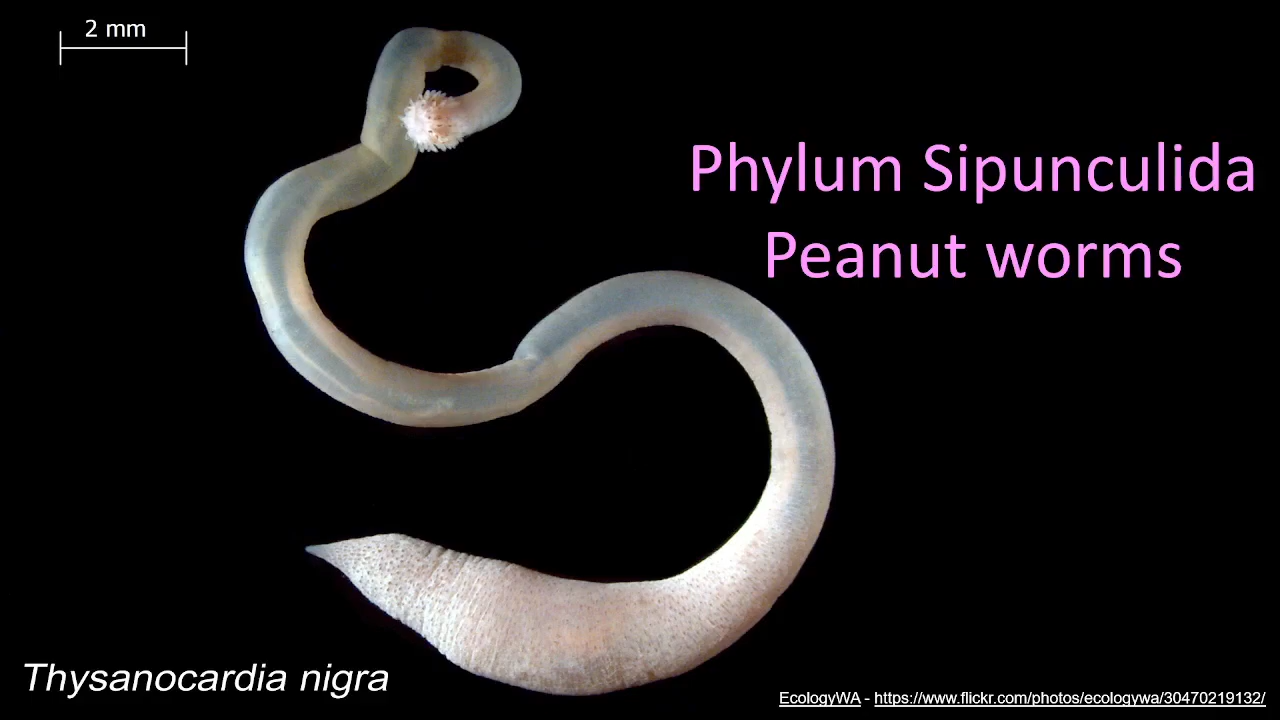 2 mm
Phylum Sipunculida
Peanut worms
Thysanocardia nigra
EcologyWA - https://www.flickr.com/photos/ecologywa/30470219132/